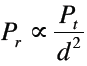 P_r ∝ P_t / d^2